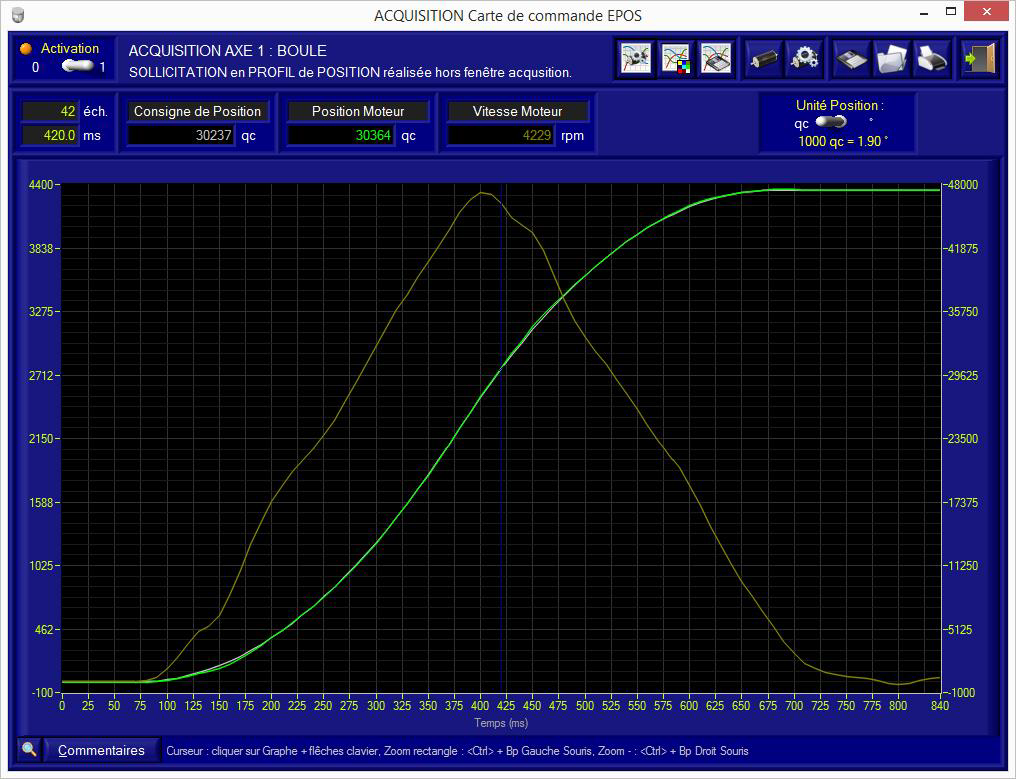 ACQUISITION Carte de commande EPOS
Activation
0 1
ACQUISITION AXE 1 : BOULE
SOLLICITATION en PROFIL de POSITION réalisée hors fenêtre acqusition.
42 éch.
420.0 ms
Consigne de Position
30237 qc
Position Moteur
30364 qc
Vitesse Moteur
4229 rpm
Unité Position :
qc °
1000 qc = 1.90 °
4400 48000
3838 41875
3275 35750
2712 29625
2150 23500
1588 17375
1025 11250
462 5125
-100 -1000
0 25 50 75 100 125 150 175 200 225 250 275 300 325 350 375 400 425 450 475 500 525 550 575 600 625 650 675 700 725 750 775 800 840
Temps (ms)
Commentaires
Curseur : cliquer sur Graphe + flêches clavier, Zoom rectangle : <Ctrl> + Bp Gauche Souris, Zoom - : <Ctrl> + Bp Droit Souris